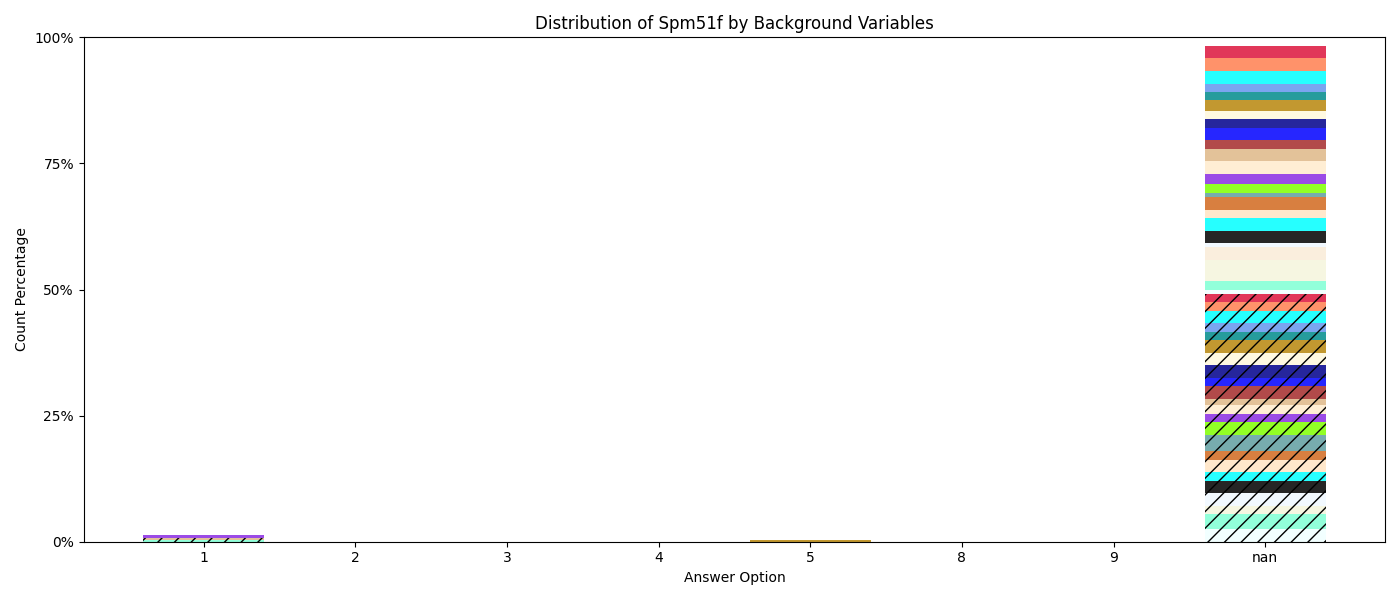 Distribution of Spm51f by Background Variables
100%
75%
50%
25%
0%
Count Percentage
1 2 3 4 5 8 9 nan
Answer Option